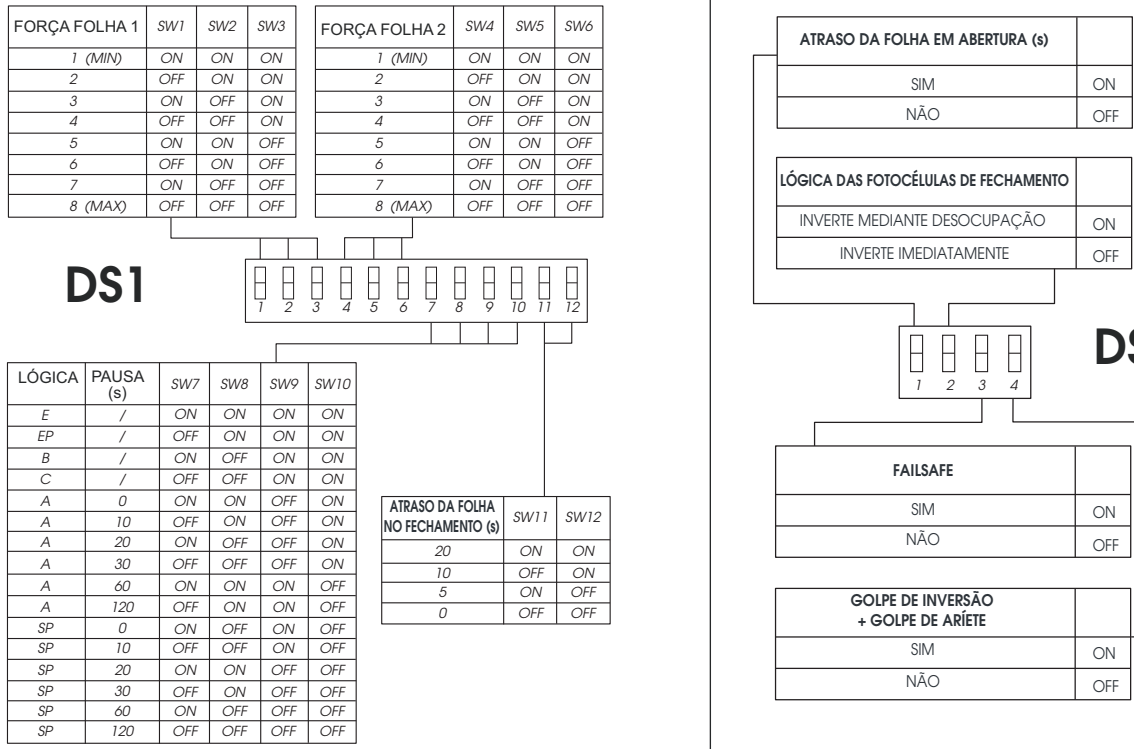 FORÇA FOLHA 1 SW1 SW2 SW3
1 (MIN) ON ON ON
2 OFF ON ON
3 ON OFF ON
4 OFF OFF ON
5 ON ON OFF
6 OFF ON OFF
7 ON OFF OFF
8 (MAX) OFF OFF OFF
FORÇA FOLHA 2 SW4 SW5 SW6
1 (MIN) ON ON ON
2 OFF ON ON
3 ON OFF ON
4 OFF OFF ON
5 ON ON OFF
6 OFF ON OFF
7 ON OFF OFF
8 (MAX) OFF OFF OFF
DS1
1 2 3 4 5 6 7 8 9 10 11 12
LÓGICA PAUSA (s) SW7 SW8 SW9 SW10
E / ON ON ON ON
EP / OFF ON ON ON
B / ON OFF ON ON
C / OFF OFF ON ON
A 0 ON ON OFF ON
A 10 OFF ON OFF ON
A 20 ON OFF OFF ON
A 30 OFF OFF OFF ON
A 60 ON ON ON OFF
A 120 OFF ON ON OFF
SP 0 ON OFF ON OFF
SP 10 OFF OFF ON OFF
SP 20 ON ON OFF OFF
SP 30 OFF ON OFF OFF
SP 60 ON OFF OFF OFF
SP 120 OFF OFF OFF OFF
ATRASO DA FOLHA
NO FECHAMENTO (s) SW11 SW12
20 ON ON
10 OFF ON
5 ON OFF
0 OFF OFF
ATRASO DA FOLHA EM ABERTURA (s)
SIM ON
NÃO OFF
LÓGICA DAS FOTOCÉLULAS DE FECHAMENTO
INVERTE MEDIANTE DESOCUPAÇÃO ON
INVERTE IMEDIATAMENTE OFF
1 2 3 4
FAILSAFE
SIM ON
NÃO OFF
GOLPE DE INVERSÃO
+ GOLPE DE ARÍETE
SIM ON
NÃO OFF